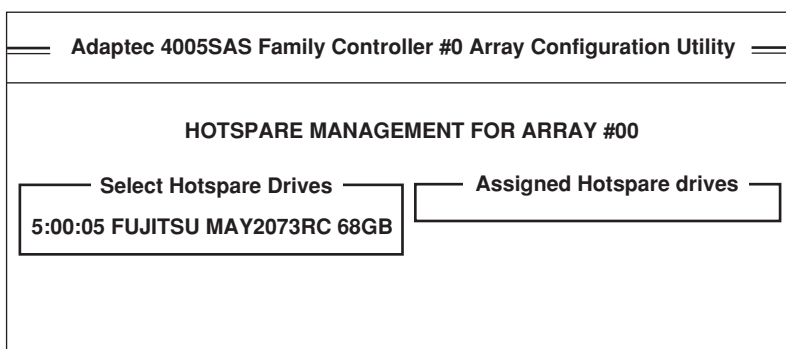 Adaptec 4005SAS Family Controller #0 Array Configuration Utility
HOTSPARE MANAGEMENT FOR ARRAY #00
Select Hotspare Drives
5:00:05 FUJITSU MAY2073RC 68GB
Assigned Hotspare drives